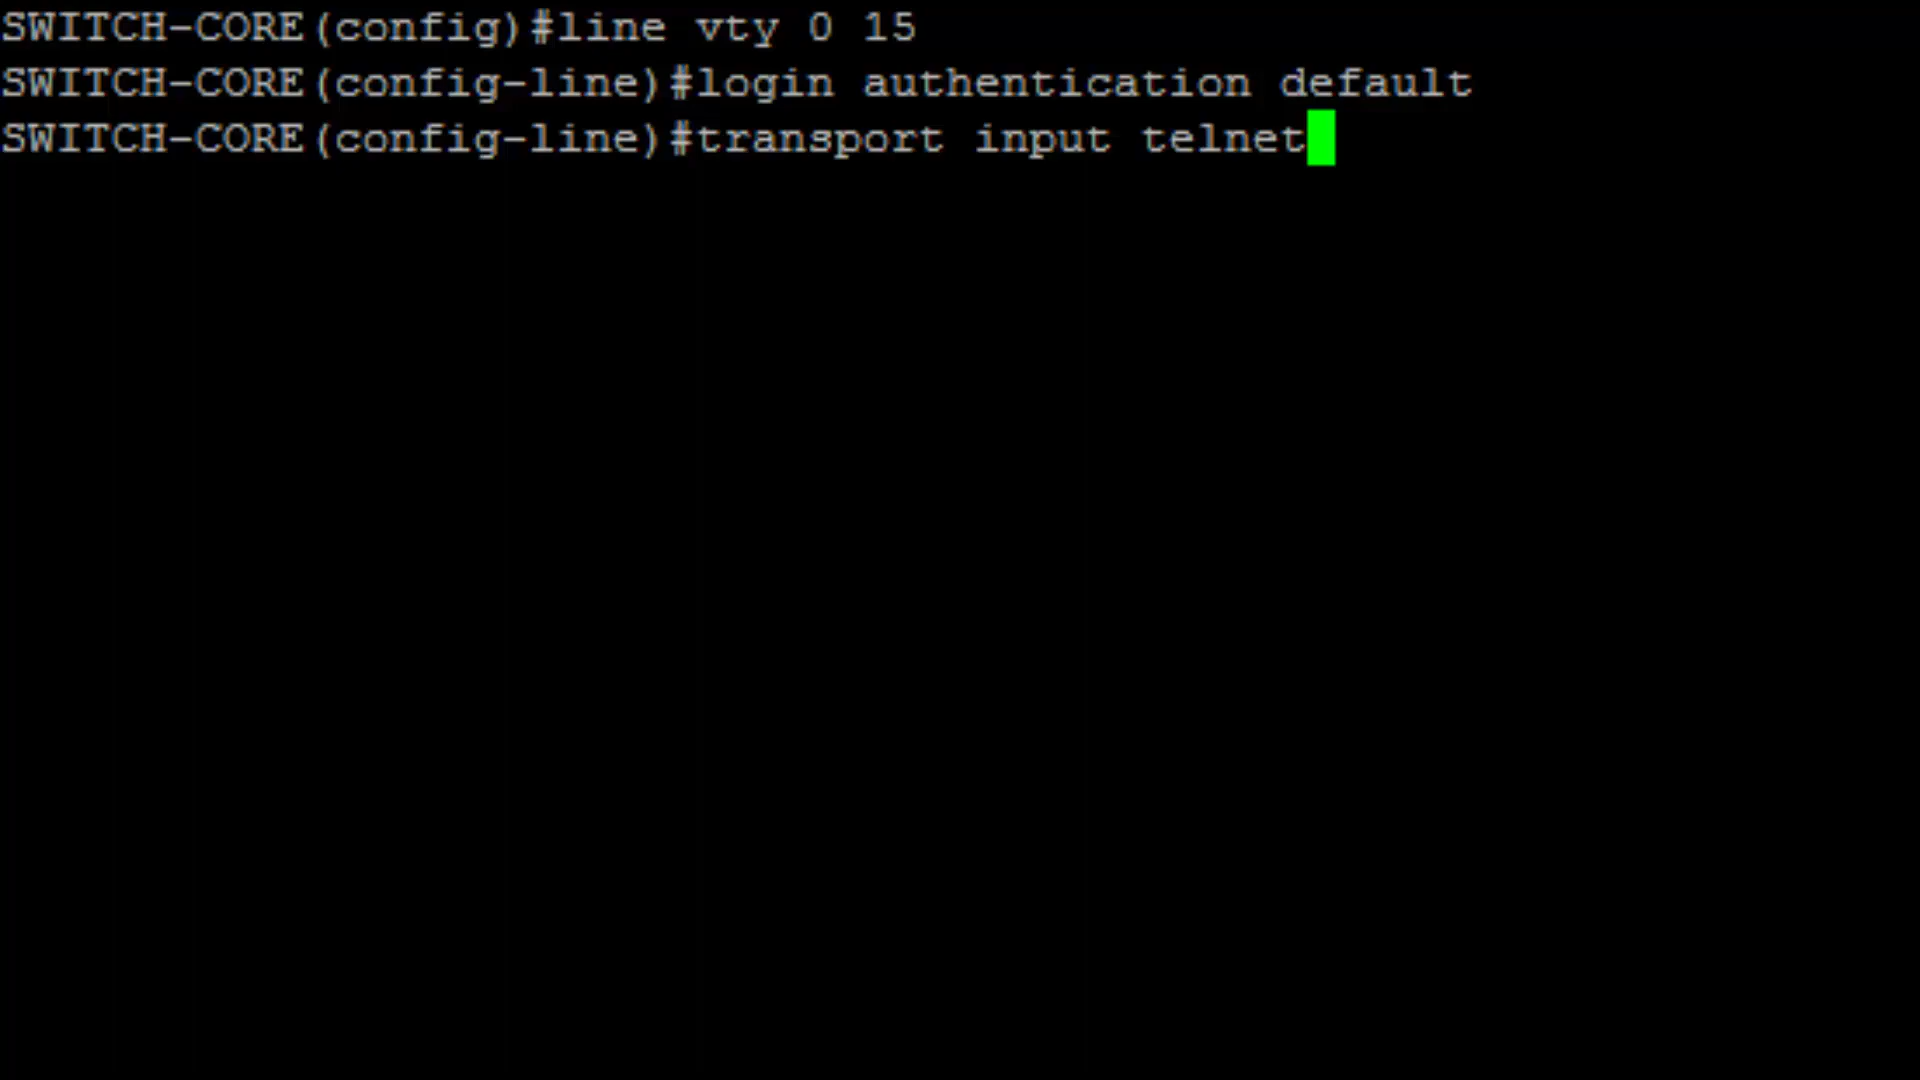 SWITCH-CORE(config)#line vty 0 15
SWITCH-CORE(config-line)#login authentication default
SWITCH-CORE(config-line)#transport input telnet